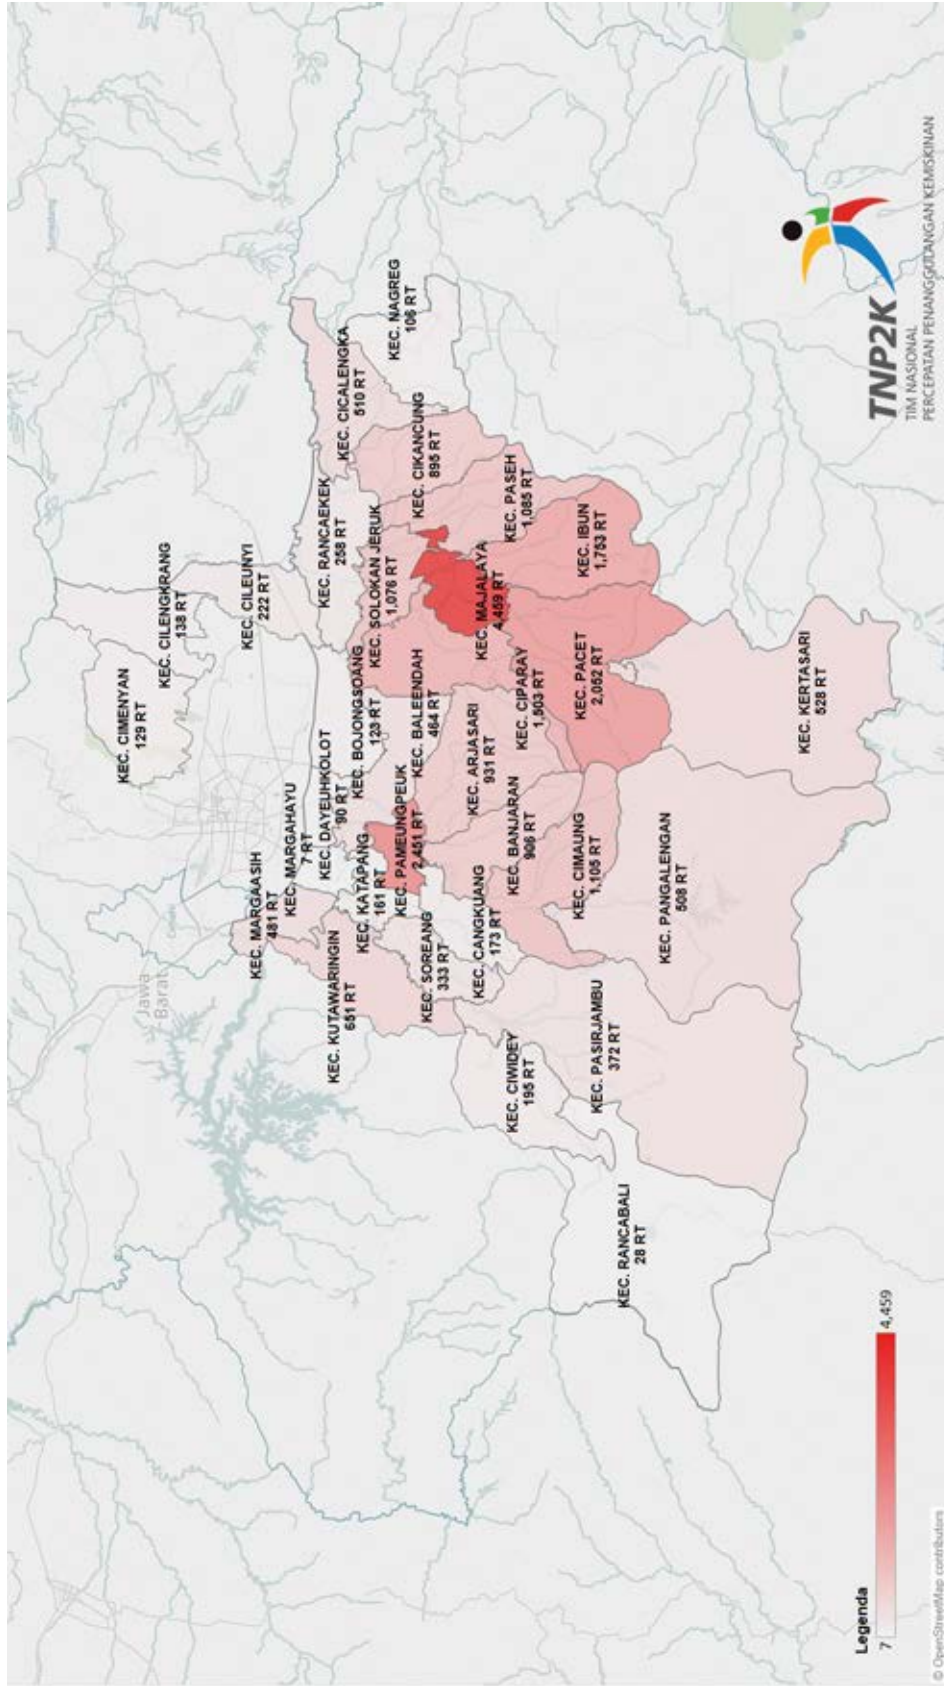 KEC. CIMENYAN
129 RT
KEC. CILENGKRANG
138 RT
KEC. CILEUNYI
222 RT
Jawa
Barat
KEC. MARGAASIH
481 RT
KEC. MARGAHAYU
7 RT
KEC. DAYEUHKOLOT
90 RT
KEC. BOJONGSOANG
123 RT
KEC. RANCAEKEK
258 RT
KEC. CICALENGKA
510 RT
KEC. NAGREG
106 RT
KEC. KUTAWARINGIN
651 RT
KEC. KATAPANG
161 RT
KEC. PAMEUNGPEUK
2,451 RT
KEC. BALEENDAH
464 RT
KEC. SOLOKAN JERUK
1,076 RT
KEC. CIKANCUNG
895 RT
KEC. SOREANG
333 RT
KEC. CANGKUANG
173 RT
KEC. ARJASARI
931 RT
KEC. MAJALAYA
4,459 RT
KEC. PASEH
1,085 RT
KEC. CIWIDEY
195 RT
KEC. BANJARAN
906 RT
KEC. CIPARAY
1,503 RT
KEC. IBUN
1,753 RT
KEC. PASIRJAMBU
372 RT
KEC. CIMAUNG
1,105 RT
KEC. PACET
2,052 RT
KEC. RANCABALI
28 RT
KEC. PANGALENGAN
508 RT
KEC. KERTASARI
528 RT
Legenda
7 4,459
TNP2K
TIM NASIONAL
PERCEPATAN PENANGGULANGAN KEMISKINAN
© OpenStreetMap contributors